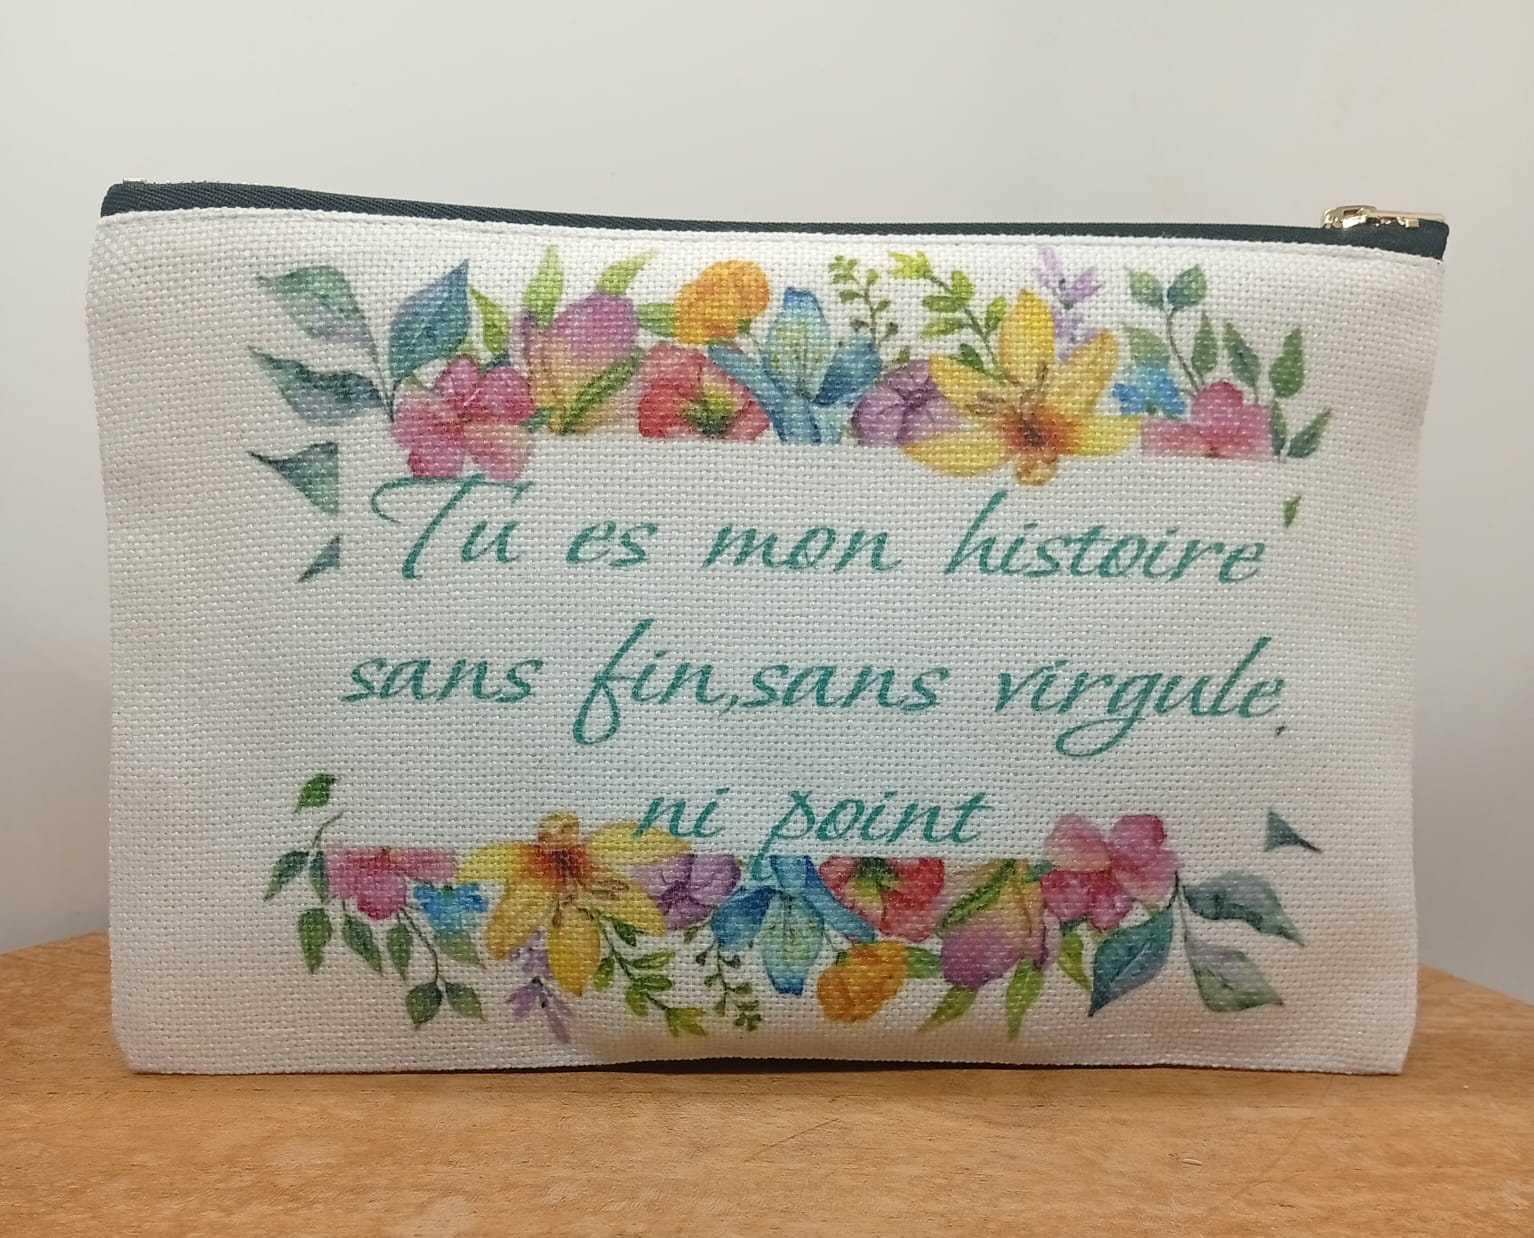 Tu es mon histoire
sans fin,sans virgule,
ni point